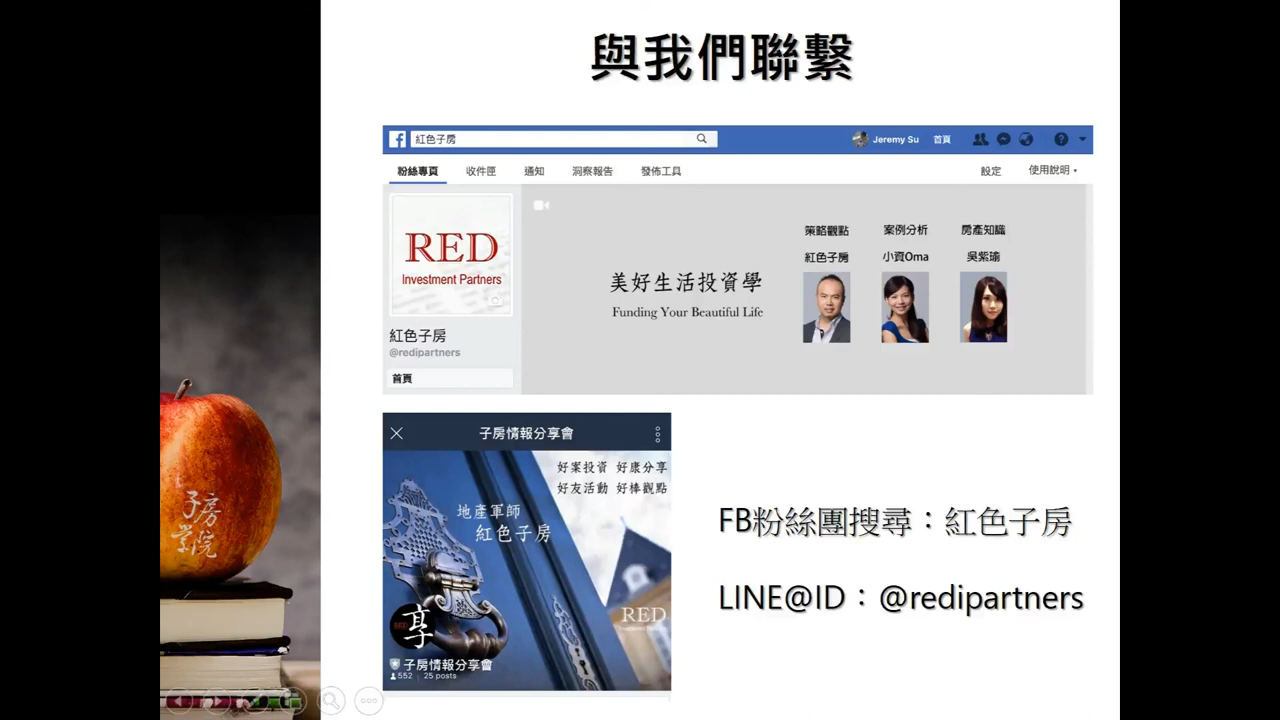 與我們聯繫
紅色子房
Jeremy Su
首頁
粉絲專頁 收件匣 通知 洞察報告 發佈工具 設定 使用說明
RED
Investment Partners
紅色子房
@redipartners
首頁
美好生活投資學
Funding Your Beautiful Life
策略觀點 案例分析 房產知識
紅色子房 小資Oma 吳紫瑜
子房情報分享會
好案投資 好康分享
好友活動 好棒觀點
地產軍師
紅色子房
RED
享
RED
子房情報分享會
552 25 posts
FB粉絲團搜尋：紅色子房
LINE@ID：@redipartners
子房
學院